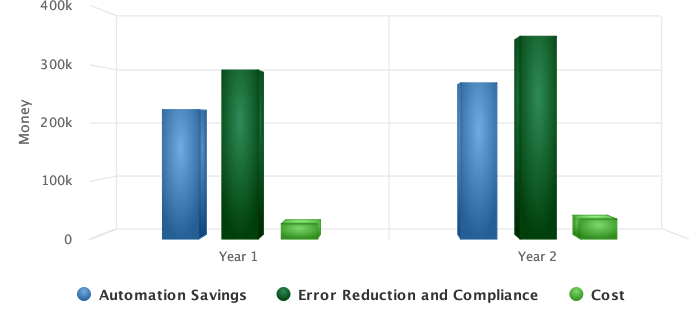 400k
300k
200k
100k
0
Money
Year 1
Year 2
Automation Savings
Error Reduction and Compliance
Cost